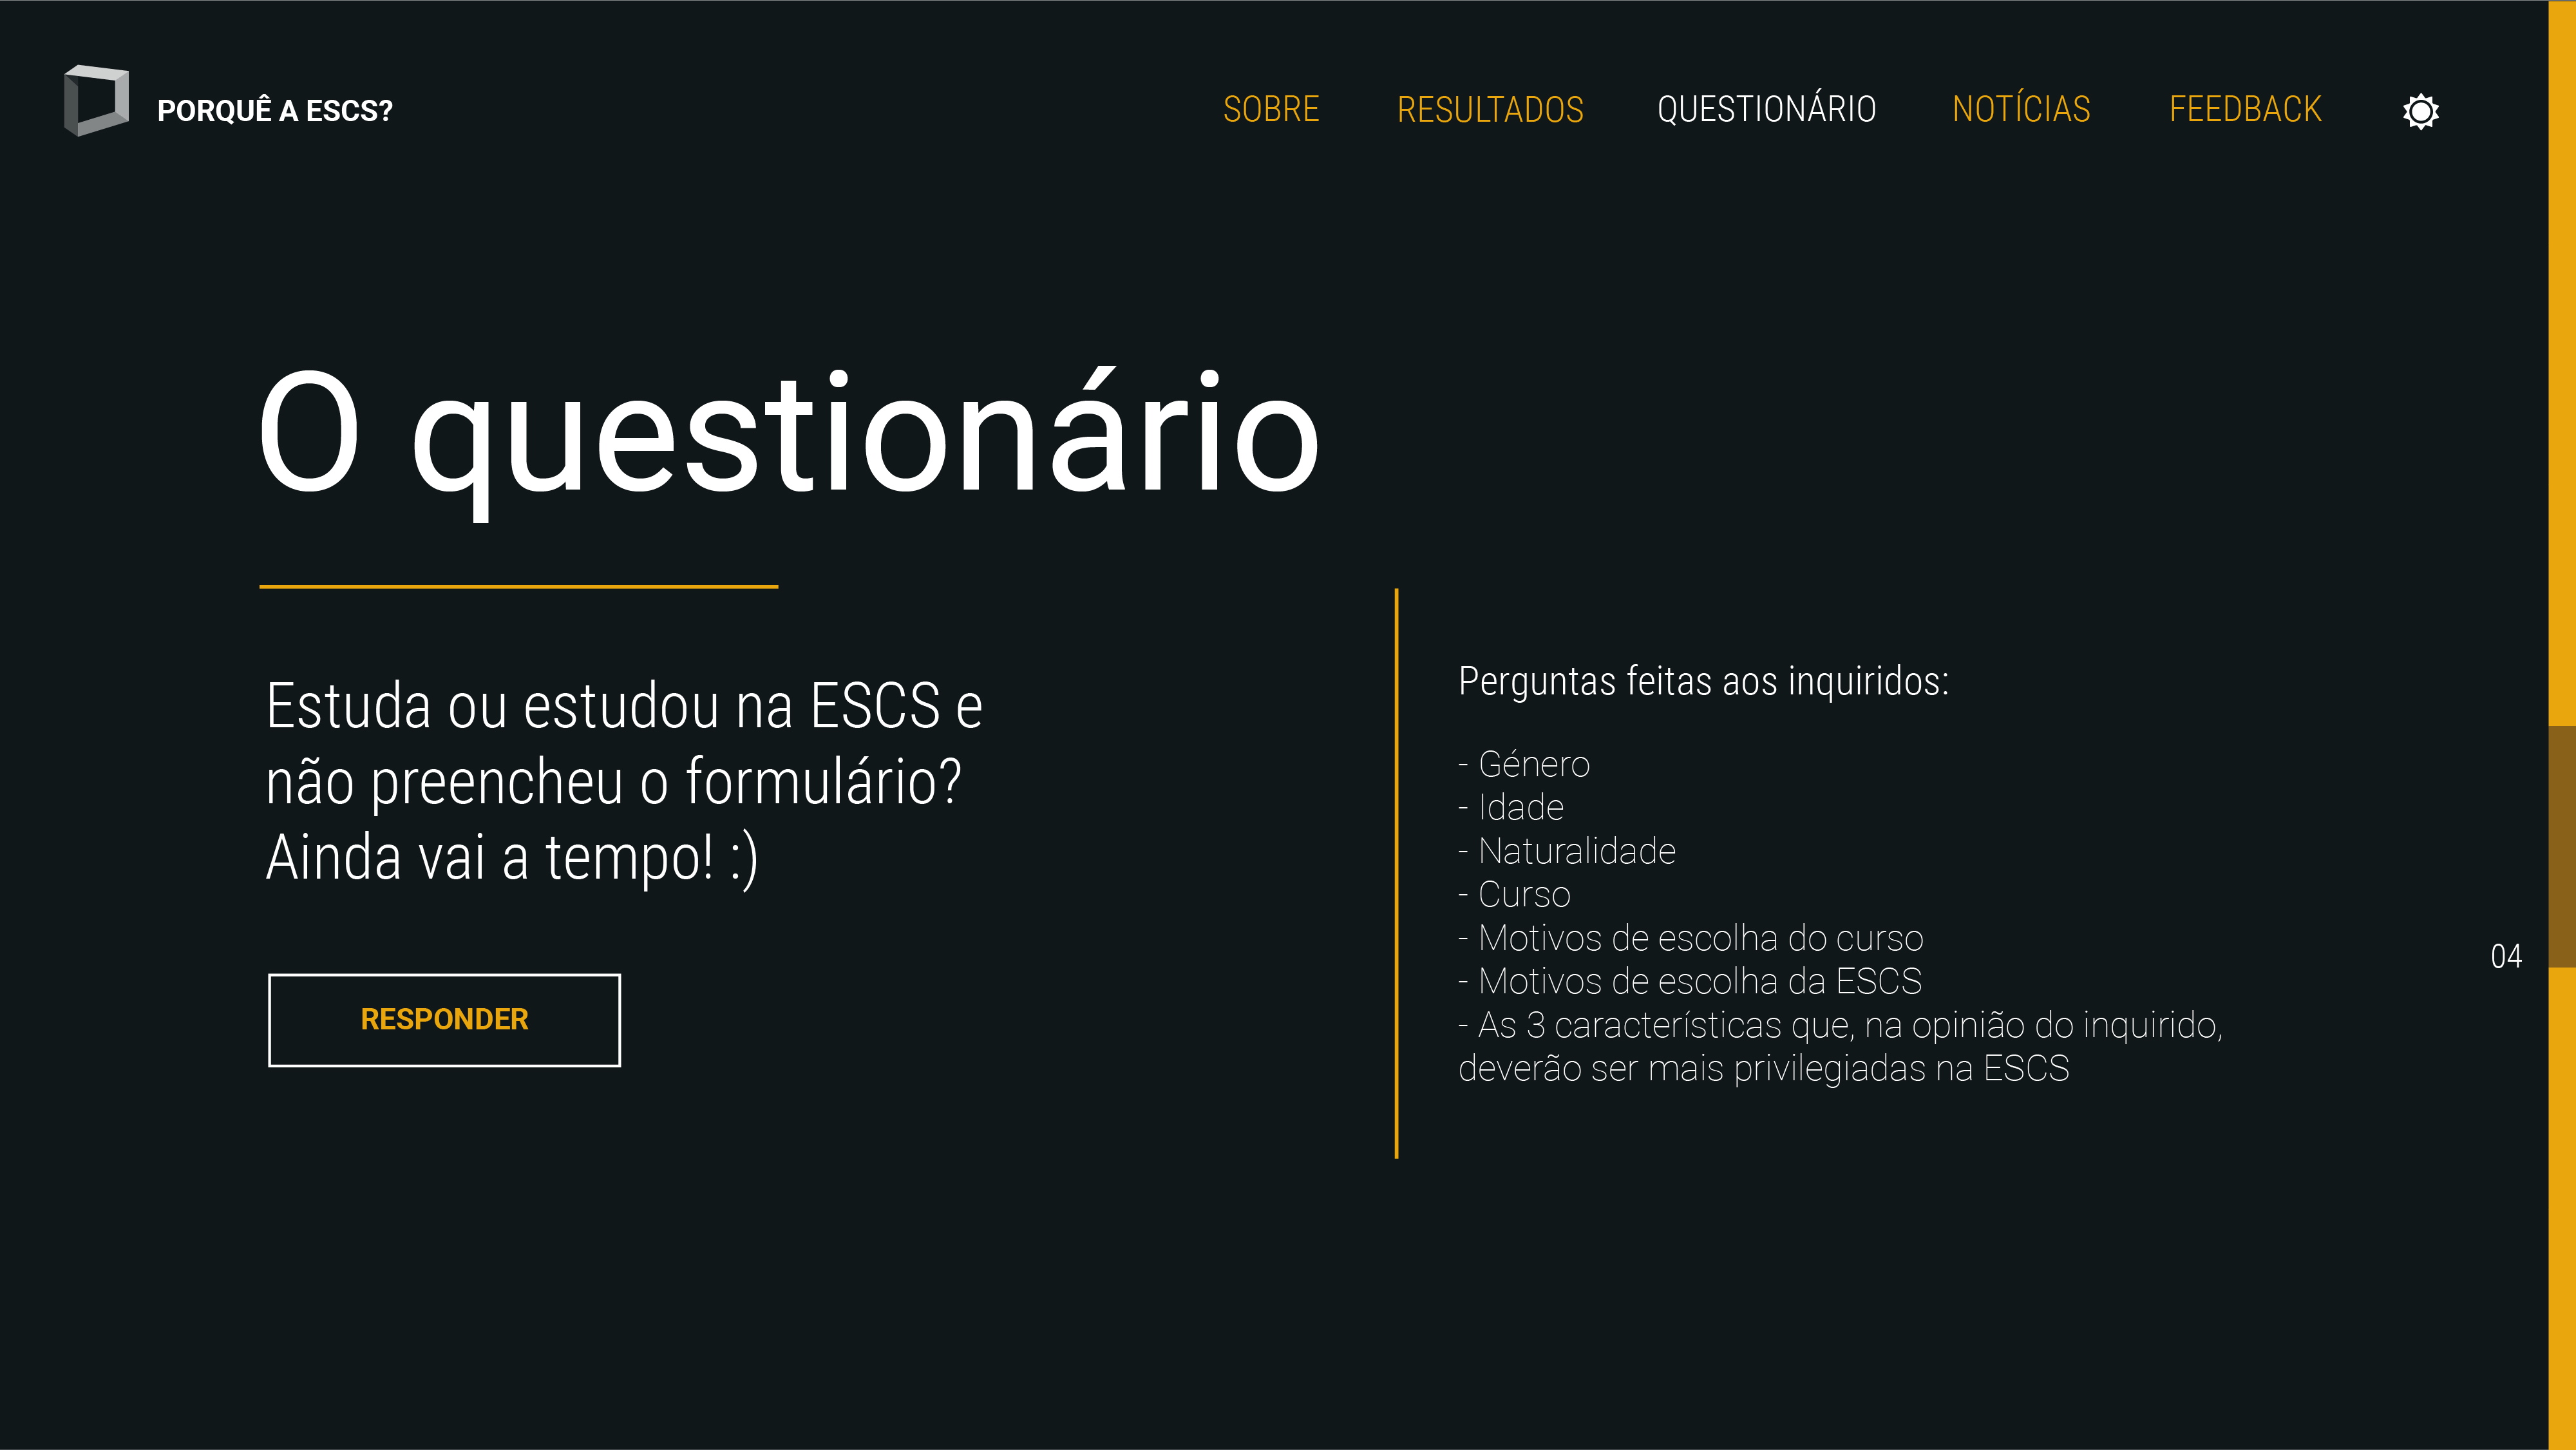 PORQUÊ A ESCS?
SOBRE
RESULTADOS
QUESTIONÁRIO
NOTÍCIAS
FEEDBACK
O questionário
Estuda ou estudou na ESCS e
não preencheu o formulário?
Ainda vai a tempo! :)
RESPONDER
Perguntas feitas aos inquiridos:
- Género
- Idade
- Naturalidade
- Curso
- Motivos de escolha do curso
- Motivos de escolha da ESCS
- As 3 características que, na opinião do inquirido,
deverão ser mais privilegiadas na ESCS
04